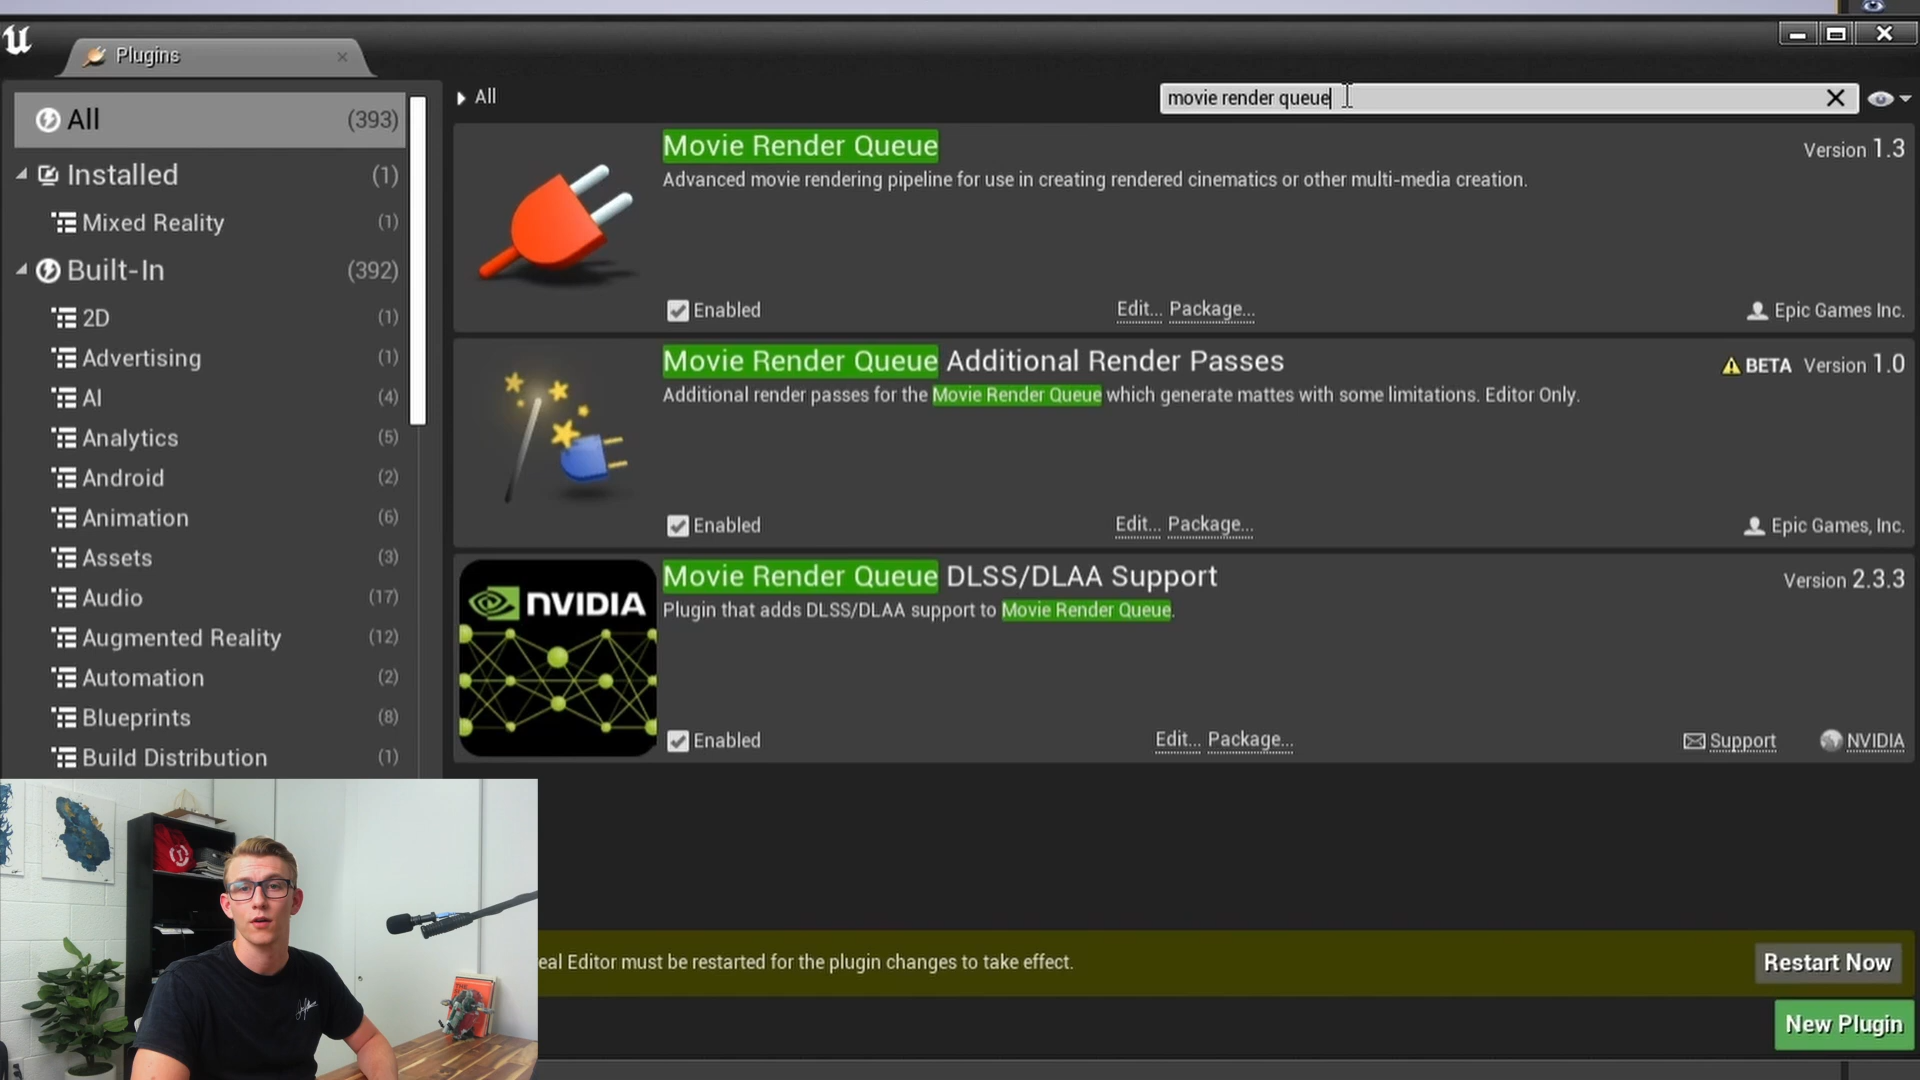 Plugins
All (393)
Installed (1)
Mixed Reality (1)
Built-In (392)
2D (1)
Advertising (1)
AI (4)
Analytics (5)
Android (2)
Animation (6)
Assets (3)
Audio (17)
Augmented Reality (12)
Automation (2)
Blueprints (8)
Build Distribution (1)
All
movie render queue
Movie Render Queue
Version 1.3
Advanced movie rendering pipeline for use in creating rendered cinematics or other multi-media creation.
Enabled
Edit... Package...
Epic Games Inc.
Movie Render Queue Additional Render Passes
BETA Version 1.0
Additional render passes for the Movie Render Queue which generate mattes with some limitations. Editor Only.
Enabled
Edit... Package...
Epic Games, Inc.
NVIDIA
Movie Render Queue DLSS/DLAA Support
Version 2.3.3
Plugin that adds DLSS/DLAA support to Movie Render Queue.
Enabled
Edit... Package...
Support
NVIDIA
eal Editor must be restarted for the plugin changes to take effect.
Restart Now
New Plugin